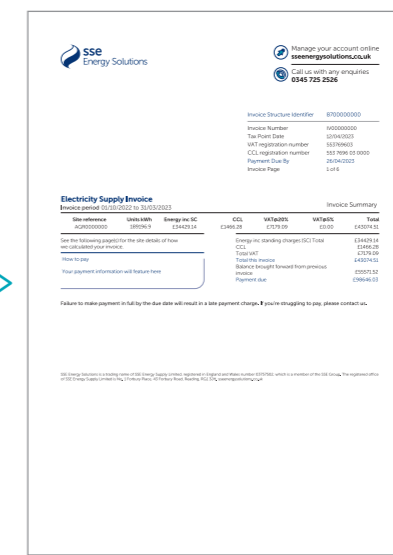 sse
Energy Solutions
Manage your account online
sseenergysolutions.co.uk
Call us with any enquiries
0345 725 2526
Invoice Structure Identifier 8700000000
Invoice Number IV00000000
Tax Point Date 12/04/2023
VAT registration number 553769603
CCL registration number 553 7696 03 0000
Payment Due By 26/04/2023
Invoice Page 1 of 6
Electricity Supply Invoice
Invoice period 01/10/2022 to 31/03/2023 Invoice Summary
Site reference Units kWh Energy inc SC CCL VAT@20% VAT@5% Total
AGR0000000 189196.9 £34429.14 £1466.28 £7179.09 £0.00 £43074.51
See the following page(s) for the site details of how
we calculated your invoice.
How to pay
Your payment information will feature here
Energy inc standing charges (SC) Total £34429.14
CCL £1466.28
Total VAT £7179.09
Total this invoice £43074.51
Balance brought forward from previous
invoice £55571.52
Payment due £98646.03
Failure to make payment in full by the due date will result in a late payment charge. If you're struggling to pay, please contact us.